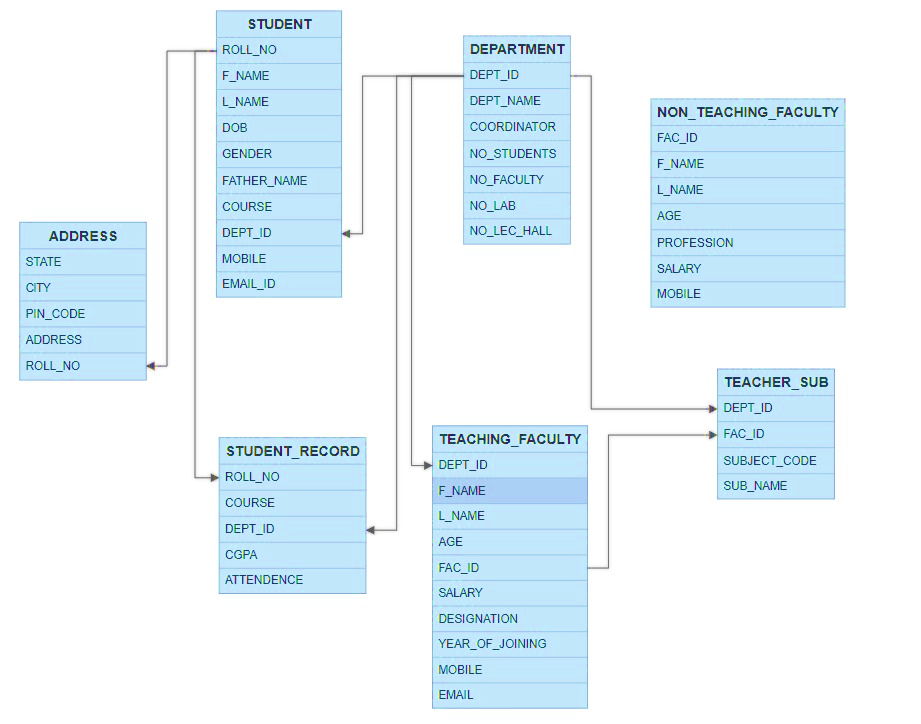 STUDENT
ROLL_NO
F_NAME
L_NAME
DOB
GENDER
FATHER_NAME
COURSE
DEPT_ID
MOBILE
EMAIL_ID
DEPARTMENT
DEPT_ID
DEPT_NAME
COORDINATOR
NO_STUDENTS
NO_FACULTY
NO_LAB
NO_LEC_HALL
NON_TEACHING_FACULTY
FAC_ID
F_NAME
L_NAME
AGE
PROFESSION
SALARY
MOBILE
ADDRESS
STATE
CITY
PIN_CODE
ADDRESS
ROLL_NO
STUDENT_RECORD
ROLL_NO
COURSE
DEPT_ID
CGPA
ATTENDENCE
TEACHING_FACULTY
DEPT_ID
F_NAME
L_NAME
AGE
FAC_ID
SALARY
DESIGNATION
YEAR_OF_JOINING
MOBILE
EMAIL
TEACHER_SUB
DEPT_ID
FAC_ID
SUBJECT_CODE
SUB_NAME